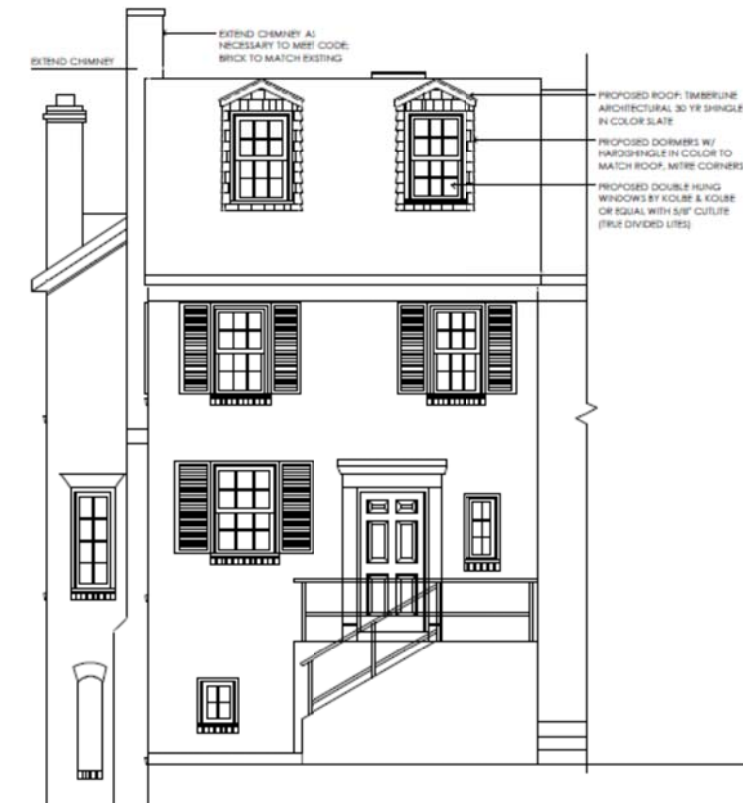 EXTEND CHIMNEY AS
NECESSARY TO MEET CODE;
BRICK TO MATCH EXISTING
EXTEND CHIMNEY
PROPOSED ROOF: TIMBERLINE
ARCHITECTURAL 30 YR SHINGLE
IN COLOR SLATE
PROPOSED DORMERS W/
HARDISHINGLE IN COLOR TO
MATCH ROOF, MITRE CORNERS
PROPOSED DOUBLE HUNG
WINDOWS BY KOLBE & KOLBE
OR EQUAL WITH 5/8" CUTLITE
(TRUE DIVIDED LITES)